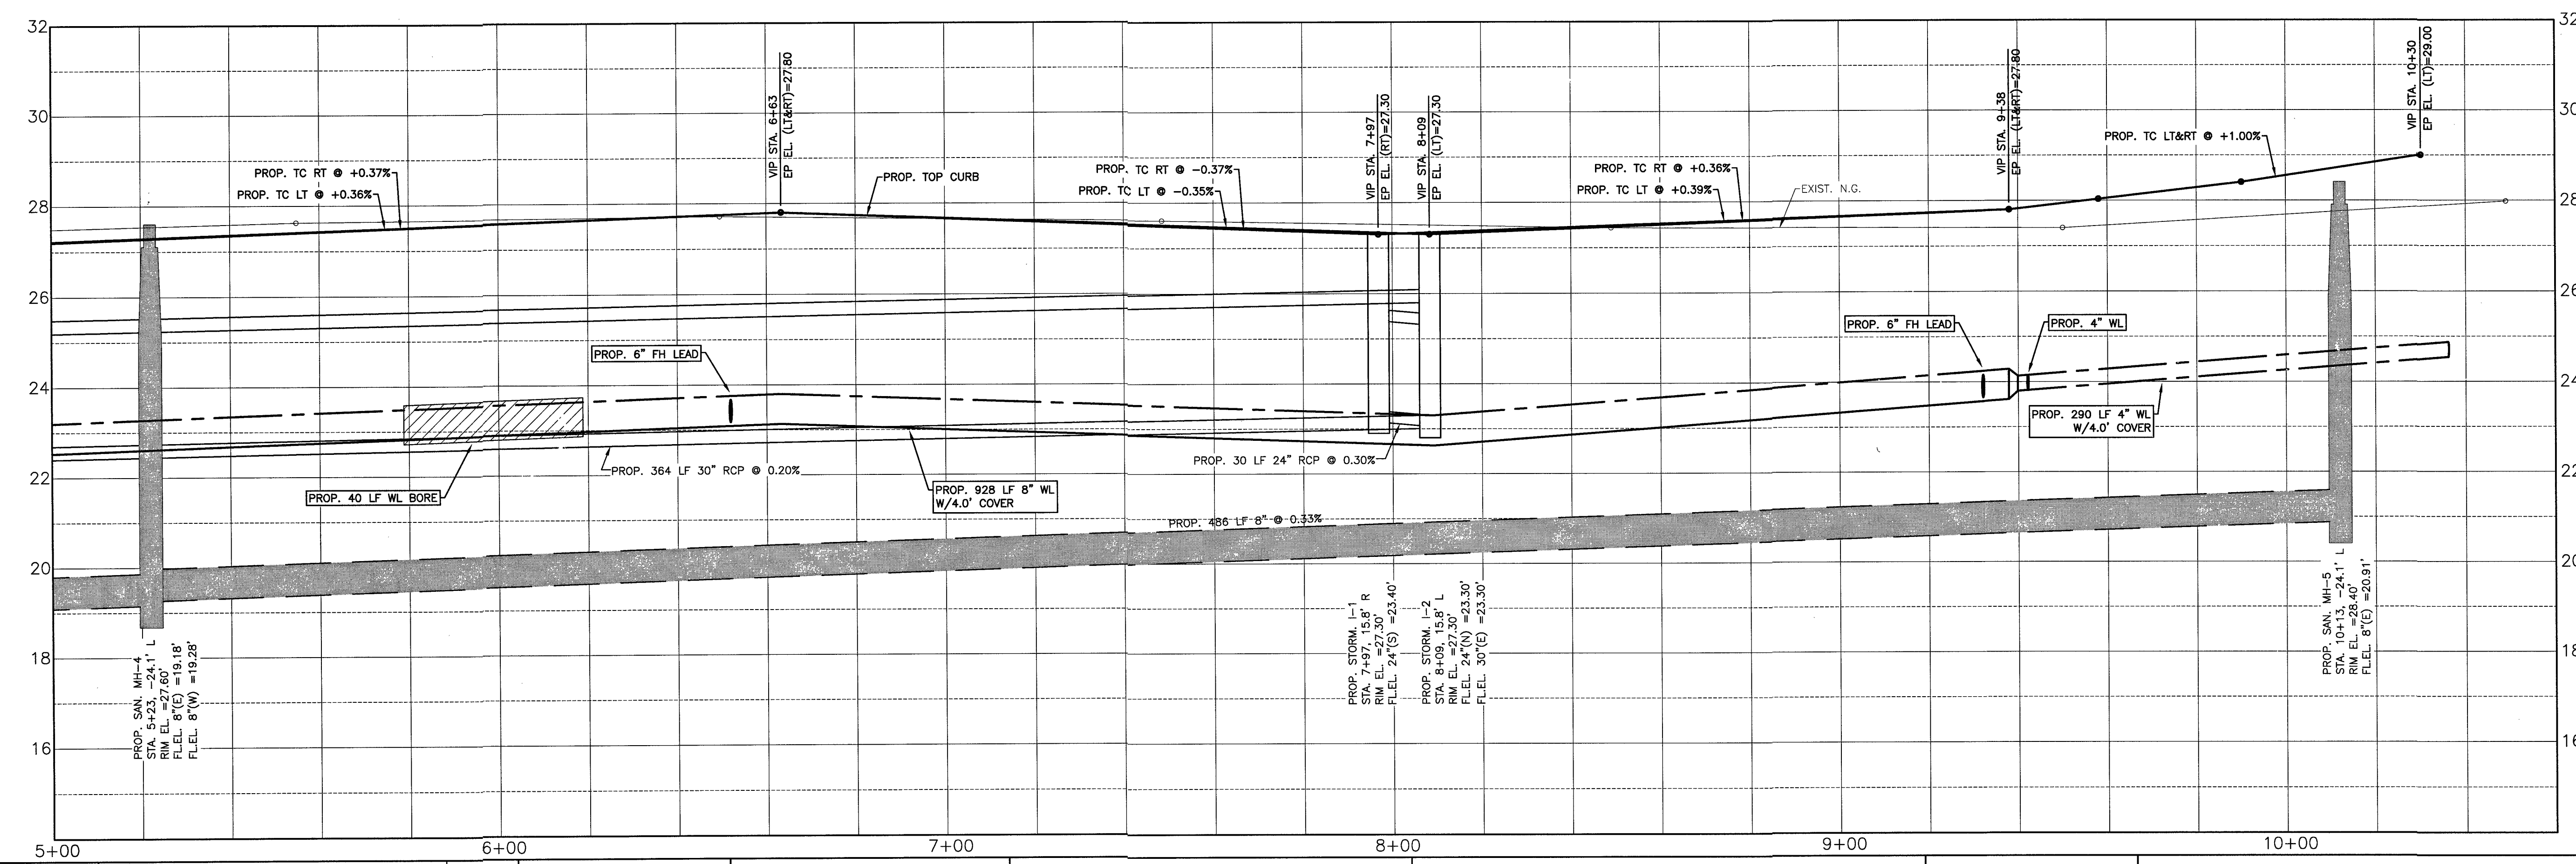 32
30
28
26
24
22
20
18
16
32
30
28
26
24
22
20
18
16
VIP STA. 6+63
EP EL. (LT&RT)=27.80
VIP STA. 7+97
EP EL. (RT)=27.30
VIP STA. 8+09
EP EL. (LT)=27.30
VIP STA. 9+38
EP EL. (LT&RT)=27.80
VIP STA. 10+30
EP EL. (LT)=29.00
PROP. TC RT @ +0.37%
PROP. TC LT @ +0.36%
PROP. TOP CURB
PROP. TC RT @ -0.37%
PROP. TC LT @ -0.35%
PROP. TC RT @ +0.36%
PROP. TC LT @ +0.39%
EXIST. N.G.
PROP. TC LT&RT @ +1.00%
PROP. 6" FH LEAD
PROP. 6" FH LEAD
PROP. 4" WL
PROP. 290 LF 4" WL
W/4.0' COVER
PROP. 40 LF WL BORE
PROP. 364 LF 30" RCP @ 0.20%
PROP. 928 LF 8" WL
W/4.0' COVER
PROP. 30 LF 24" RCP @ 0.30%
PROP. 486 LF 8" @ 0.33%
PROP. SAN. MH-4
STA. 5+23, -24.1' L
RIM EL. =27.60'
FL.EL. 8"(E) =19.18'
FL.EL. 8"(W) =19.28'
PROP. STORM. I-1
STA. 7+97, 15.8' R
RIM EL. =27.30'
FL.EL. 24"(S) =23.40'
PROP. STORM. I-2
STA. 8+09, 15.8' L
RIM EL. =27.30'
FL.EL. 24"(N) =23.30'
FL.EL. 30"(E) =23.30'
PROP. SAN. MH-5
STA. 10+13, -24.1' L
RIM EL. =28.40'
FL.EL. 8"(E) =20.91'
5+00
6+00
7+00
8+00
9+00
10+00